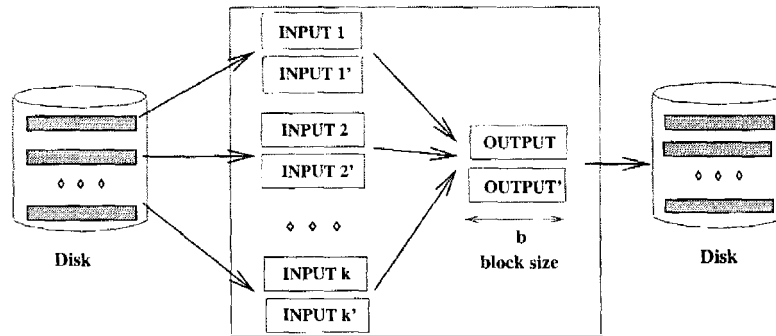 INPUT 1
INPUT 1'
INPUT 2
INPUT 2'
INPUT k
INPUT k'
OUTPUT
OUTPUT'
b
block size
Disk
Disk